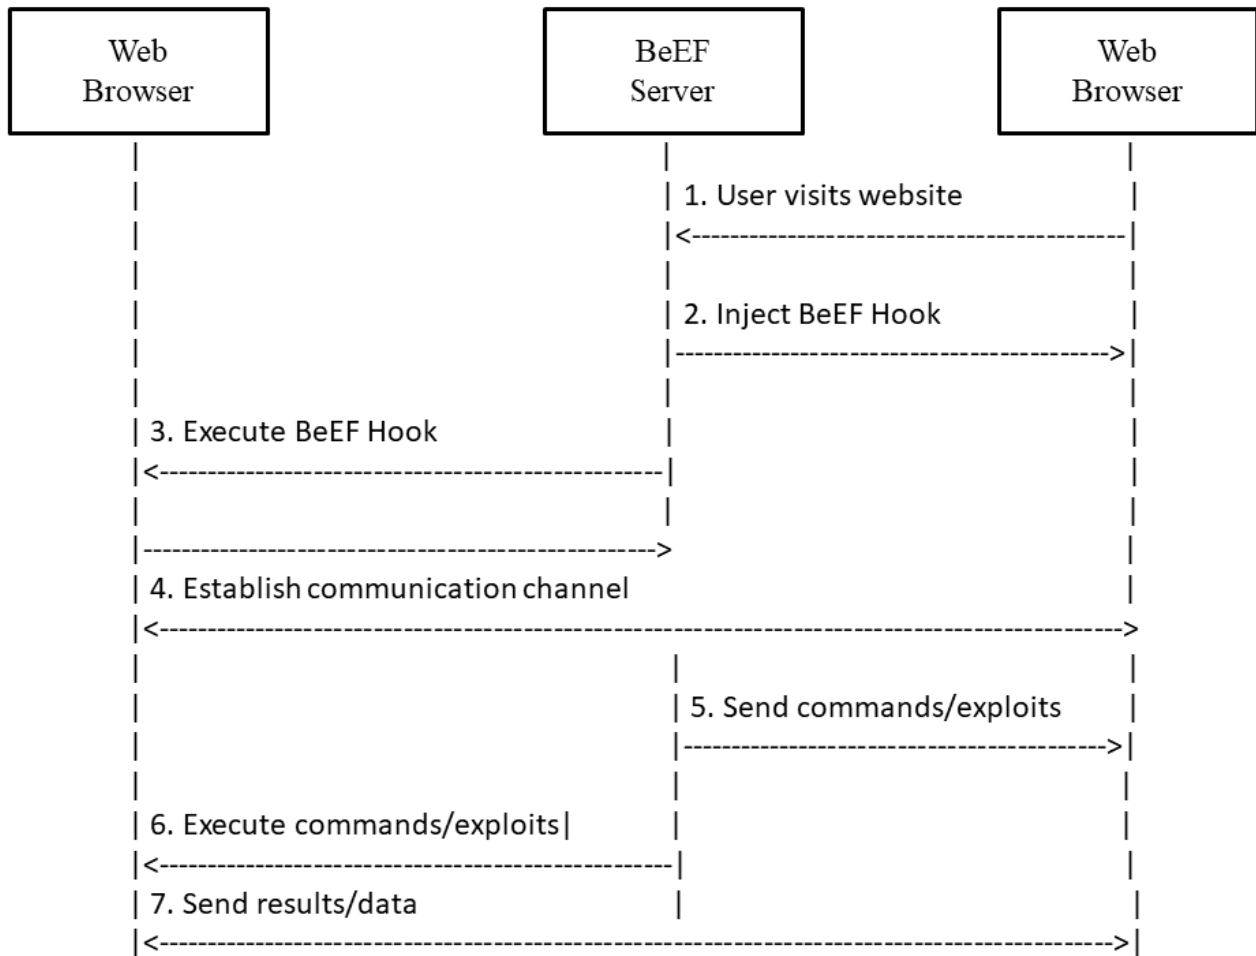 Web
Browser
BeEF
Server
Web
Browser
1. User visits website
2. Inject BeEF Hook
3. Execute BeEF Hook
4. Establish communication channel
5. Send commands/exploits
6. Execute commands/exploits|
7. Send results/data